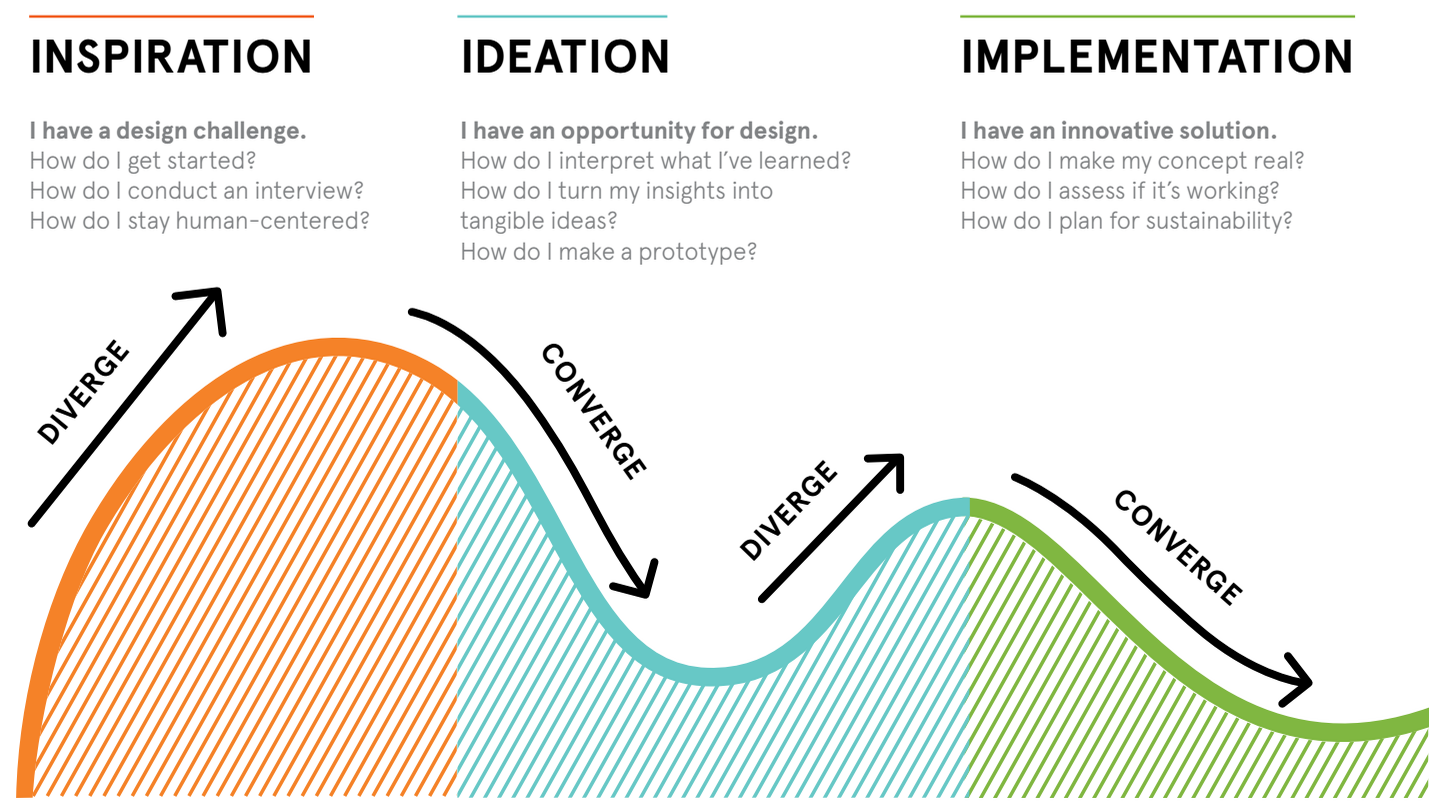 INSPIRATION
I have a design challenge.
How do I get started?
How do I conduct an interview?
How do I stay human-centered?
IDEATION
I have an opportunity for design.
How do I interpret what I’ve learned?
How do I turn my insights into
tangible ideas?
How do I make a prototype?
IMPLEMENTATION
I have an innovative solution.
How do I make my concept real?
How do I assess if it’s working?
How do I plan for sustainability?
DIVERGE
CONVERGE
DIVERGE
CONVERGE